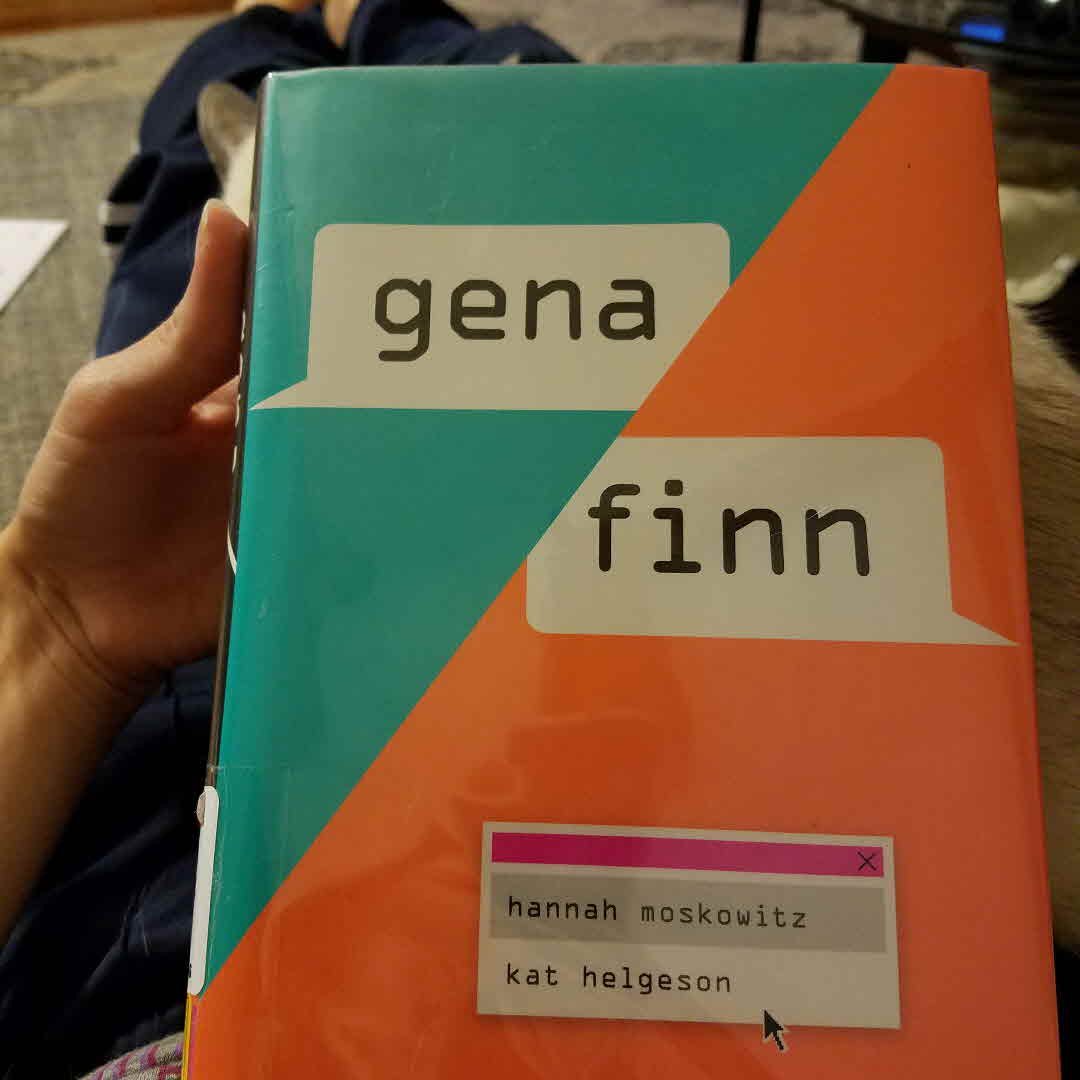 gena
finn
hannah moskowitz
kat helgeson